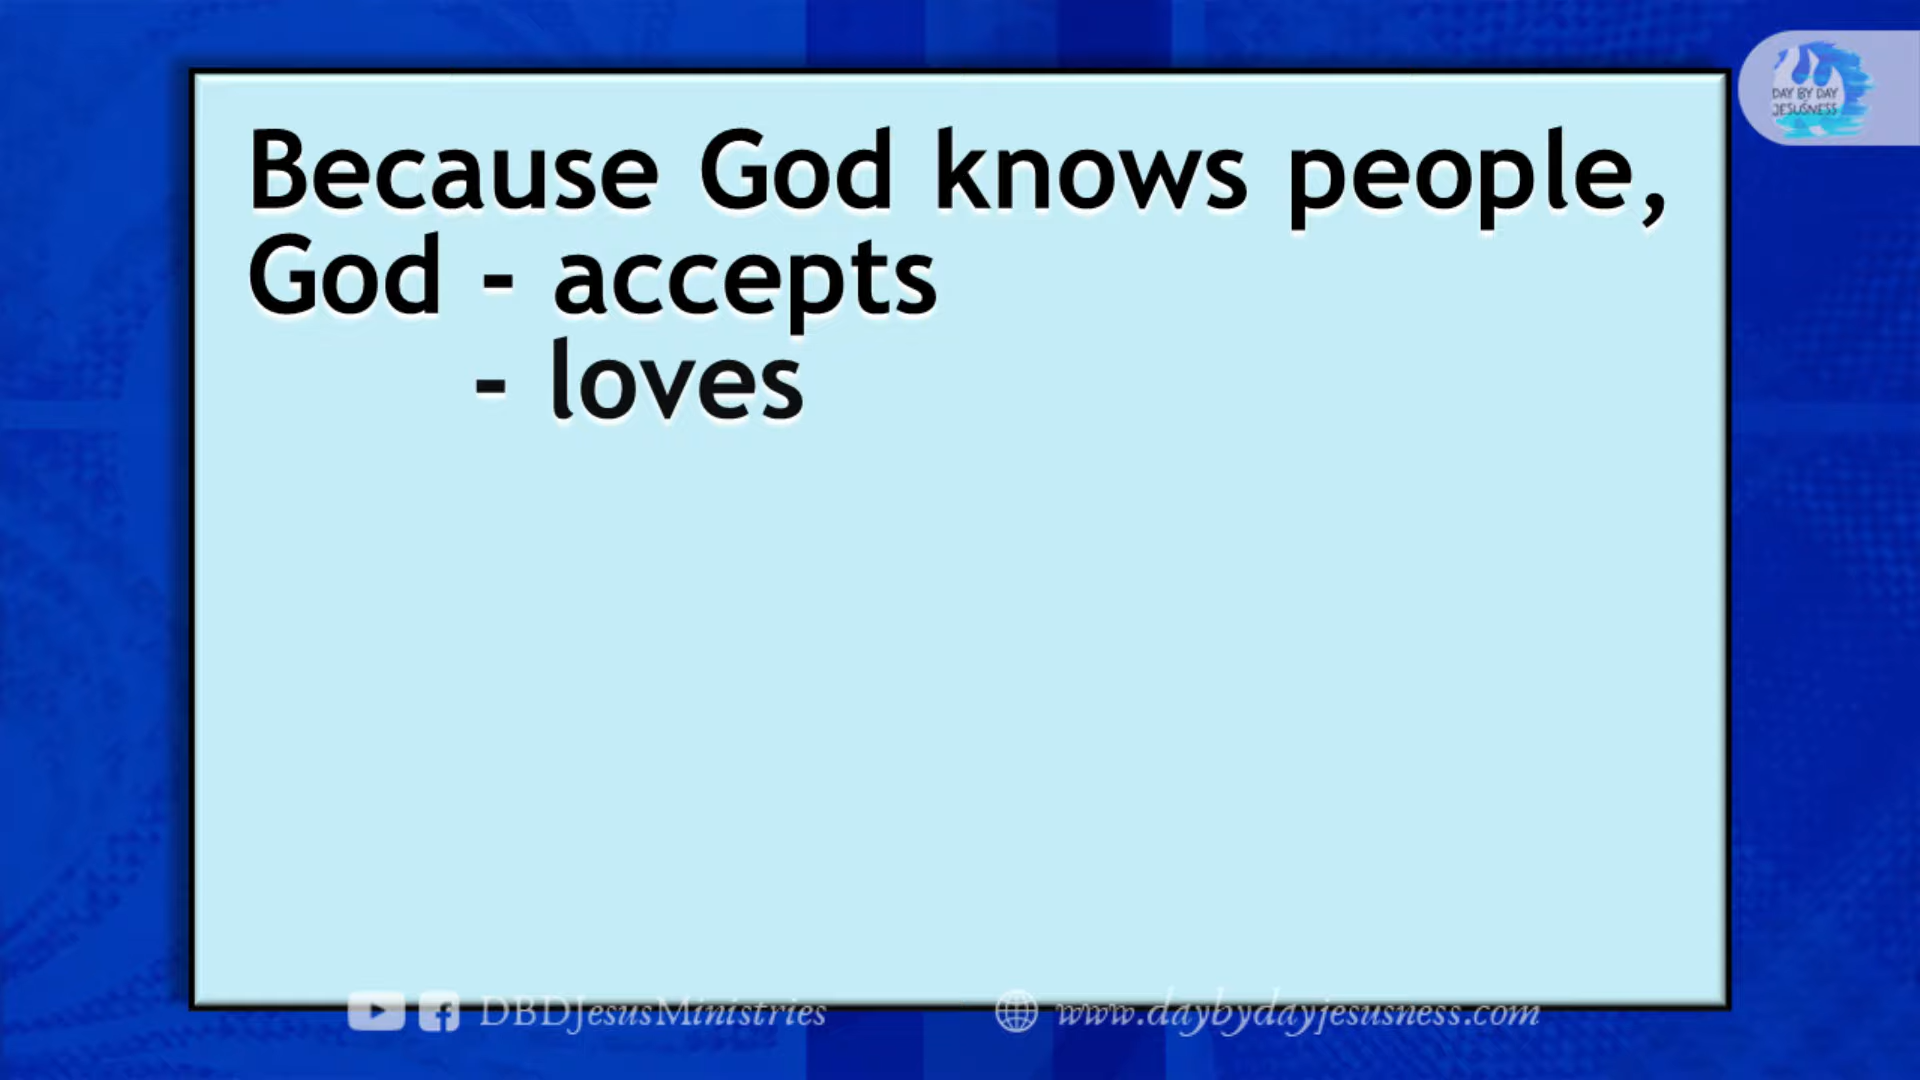 Because God knows people,
God - accepts
- loves
DAY BY DAY
JESUSNESS
DBDJesusMinistries
www.daybydayjesusness.com